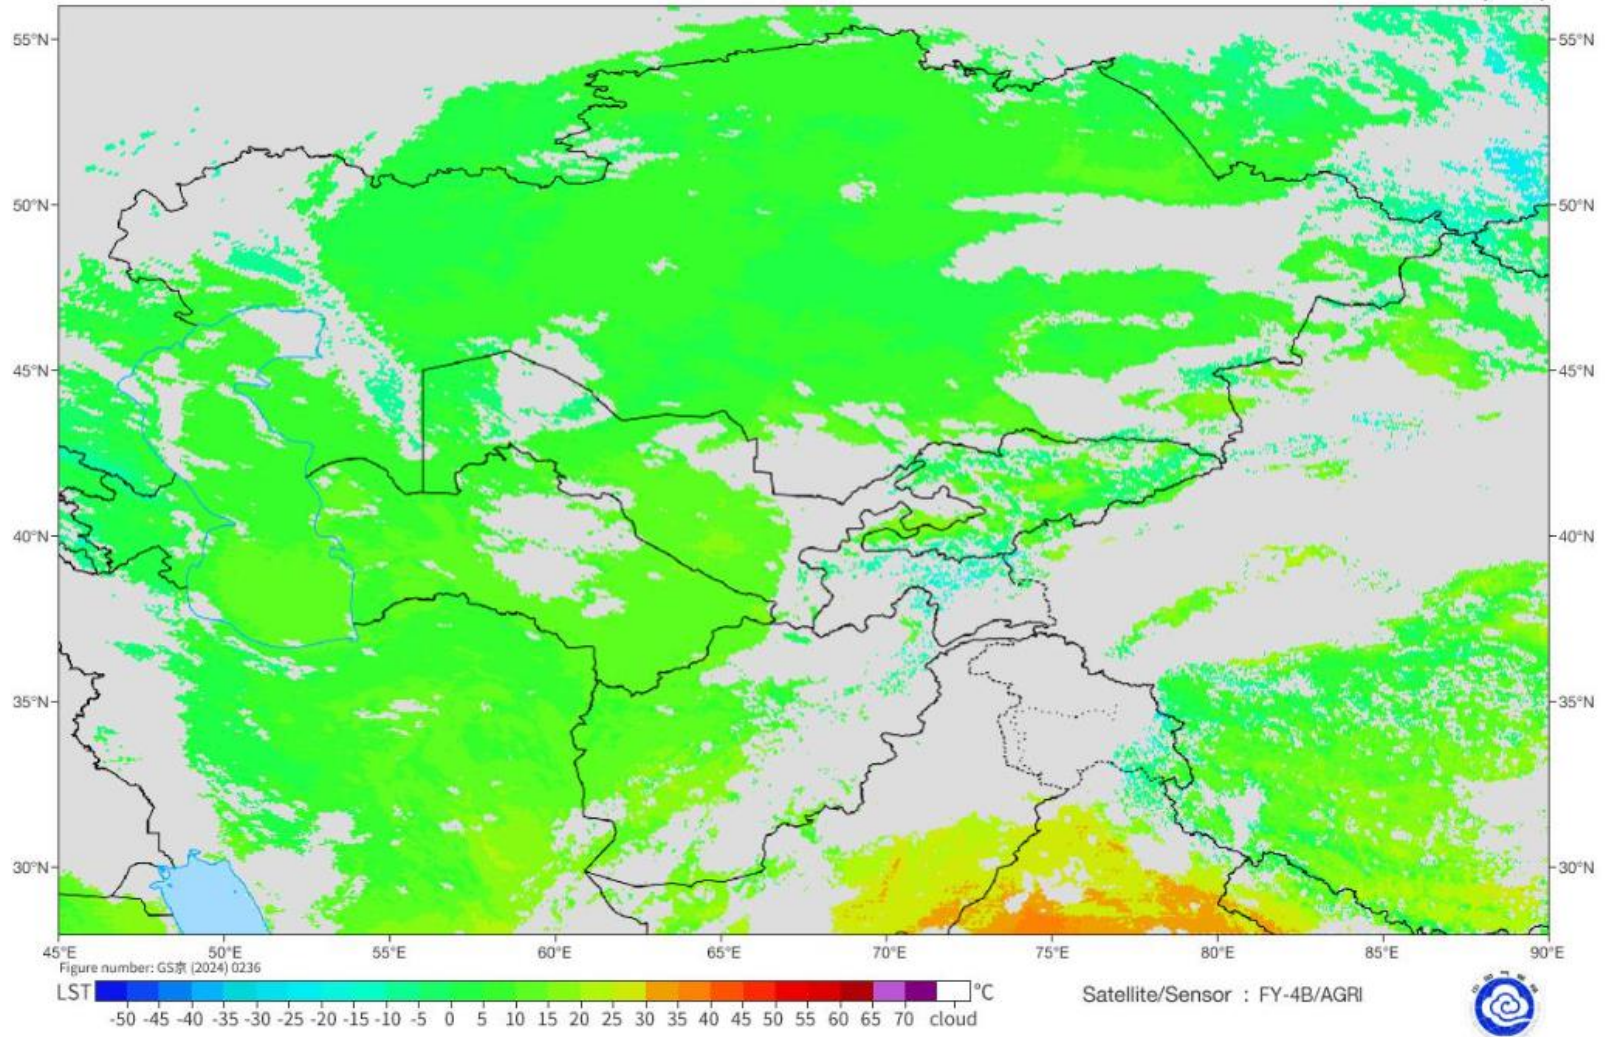 55°N 55°N
50°N 50°N
45°N 45°N
40°N 40°N
35°N 35°N
30°N 30°N
45°E 50°E 55°E 60°E 65°E 70°E 75°E 80°E 85°E 90°E
Figure number: GS京 (2024) 0236
LST °C
-50 -45 -40 -35 -30 -25 -20 -15 -10 -5 0 5 10 15 20 25 30 35 40 45 50 55 60 65 70 cloud
Satellite/Sensor : FY-4B/AGRI